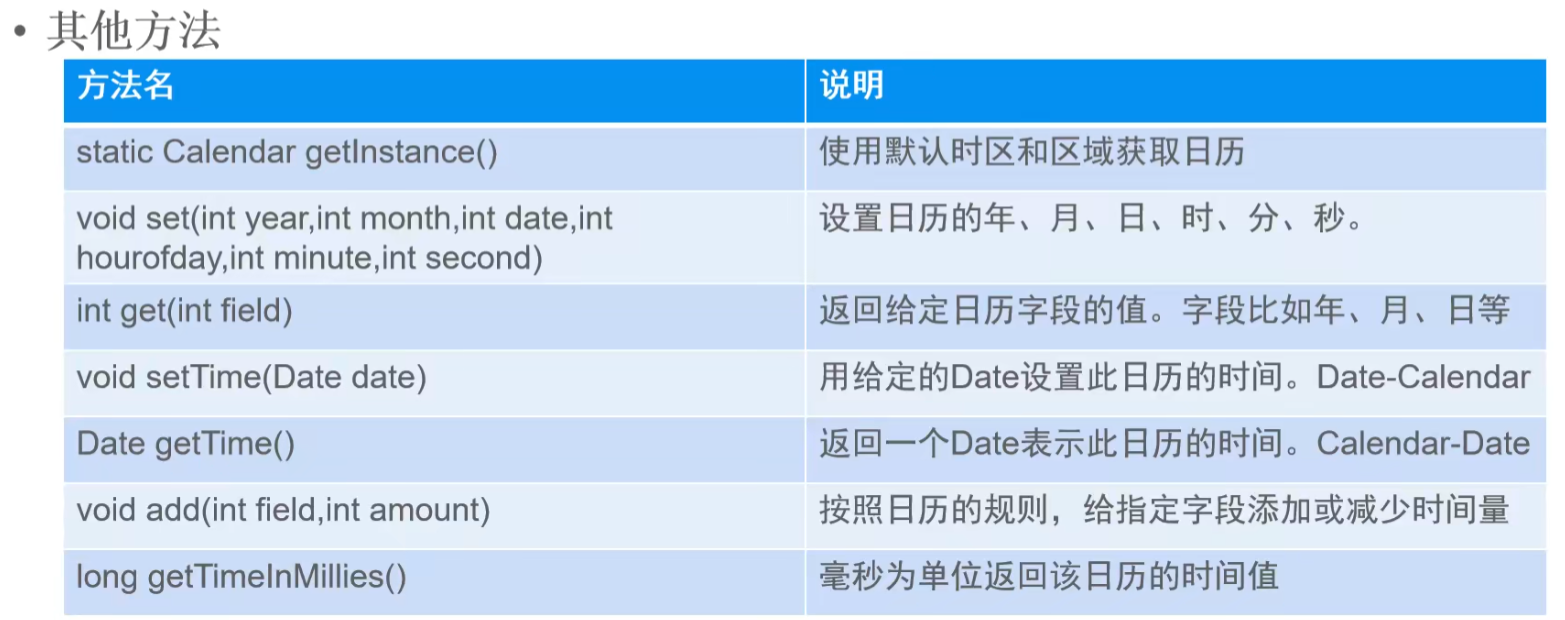 • 其他方法
方法名
说明
static Calendar getInstance()
使用默认时区和区域获取日历
void set(int year,int month,int date,int
hourofday,int minute,int second)
设置日历的年、月、日、时、分、秒。
int get(int field)
返回给定日历字段的值。字段比如年、月、日等
void setTime(Date date)
用给定的Date设置此日历的时间。Date-Calendar
Date getTime()
返回一个Date表示此日历的时间。Calendar-Date
void add(int field,int amount)
按照日历的规则，给指定字段添加或减少时间量
long getTimeInMillies()
毫秒为单位返回该日历的时间值